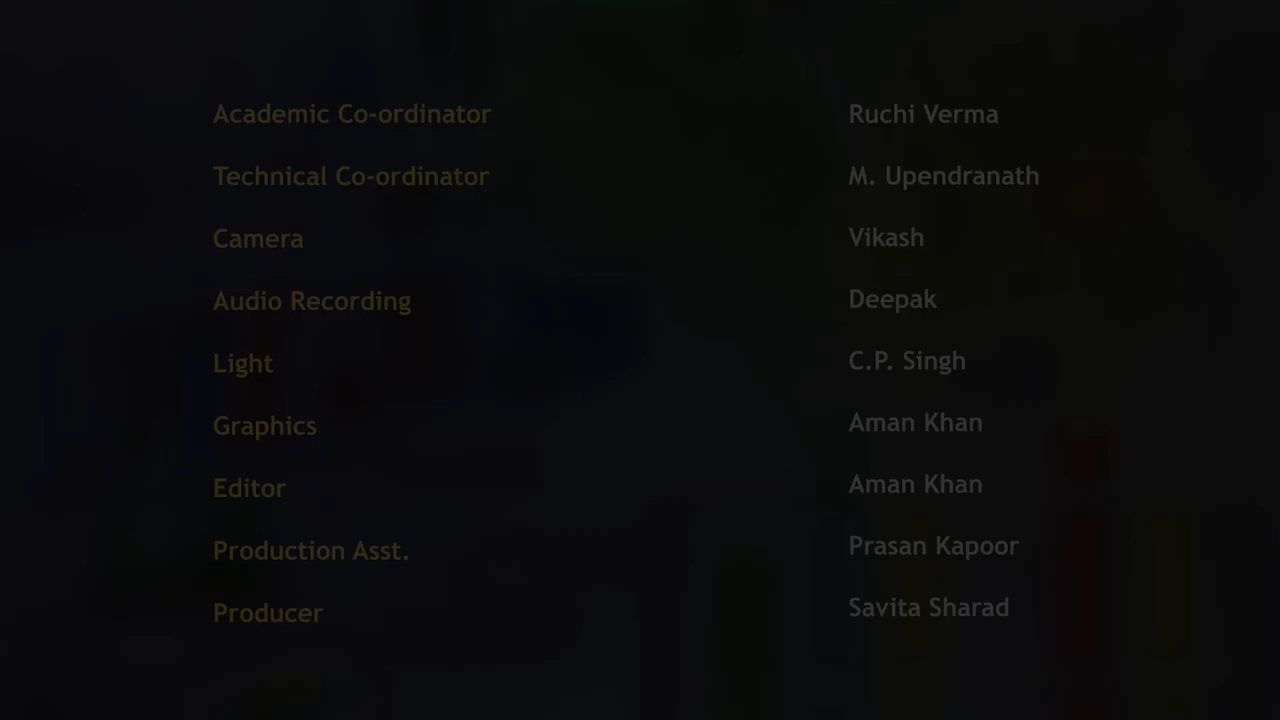 Academic Co-ordinator Ruchi Verma
Technical Co-ordinator M. Upendranath
Camera Vikash
Audio Recording Deepak
Light C.P. Singh
Graphics Aman Khan
Editor Aman Khan
Production Asst. Prasan Kapoor
Producer Savita Sharad